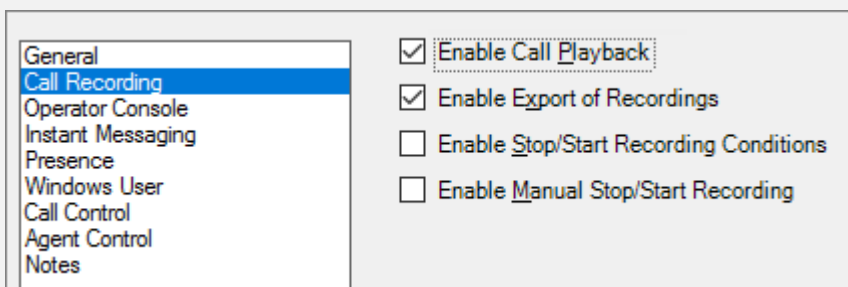 General
Call Recording
Operator Console
Instant Messaging
Presence
Windows User
Call Control
Agent Control
Notes
Enable Call Playback
Enable Export of Recordings
Enable Stop/Start Recording Conditions
Enable Manual Stop/Start Recording